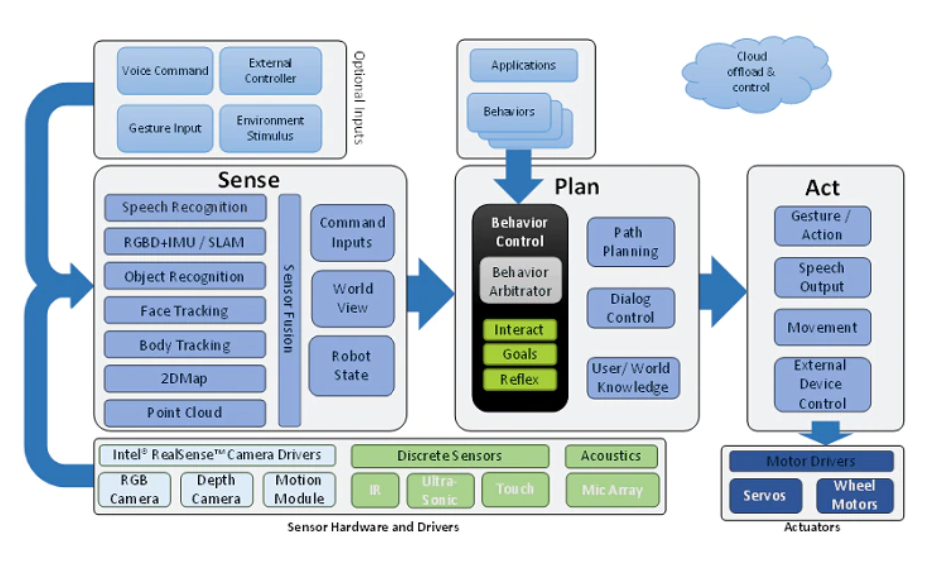 Voice Command
External
Controller
Gesture Input
Environment
Stimulus
Optional Inputs
Applications
Behaviors
Cloud
offload &
control
Sense
Speech Recognition
RGBD+IMU / SLAM
Object Recognition
Face Tracking
Body Tracking
2DMap
Point Cloud
Sensor Fusion
Command
Inputs
World
View
Robot
State
Plan
Behavior
Control
Behavior
Arbitrator
Interact
Goals
Reflex
Path
Planning
Dialog
Control
User/ World
Knowledge
Act
Gesture /
Action
Speech
Output
Movement
External
Device
Control
Intel® RealSense™ Camera Drivers
RGB
Camera
Depth
Camera
Motion
Module
Discrete Sensors
IR
Ultra-
Sonic
Touch
Acoustics
Mic Array
Sensor Hardware and Drivers
Motor Drivers
Servos
Wheel
Motors
Actuators